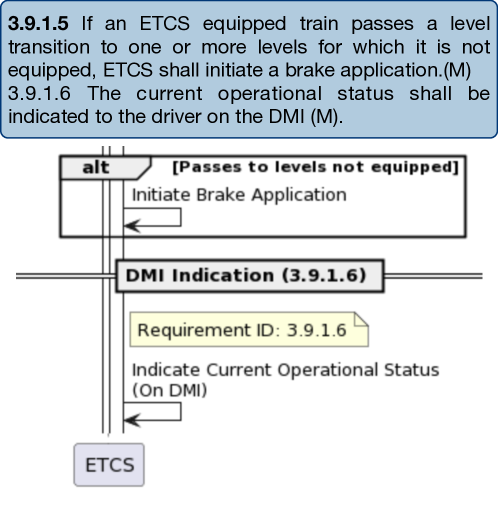 3.9.1.5 If an ETCS equipped train passes a level
transition to one or more levels for which it is not
equipped, ETCS shall initiate a brake application.(M)
3.9.1.6 The current operational status shall be
indicated to the driver on the DMI (M).
alt [Passes to levels not equipped]
Initiate Brake Application
DMI Indication (3.9.1.6)
Requirement ID: 3.9.1.6
Indicate Current Operational Status
(On DMI)
ETCS